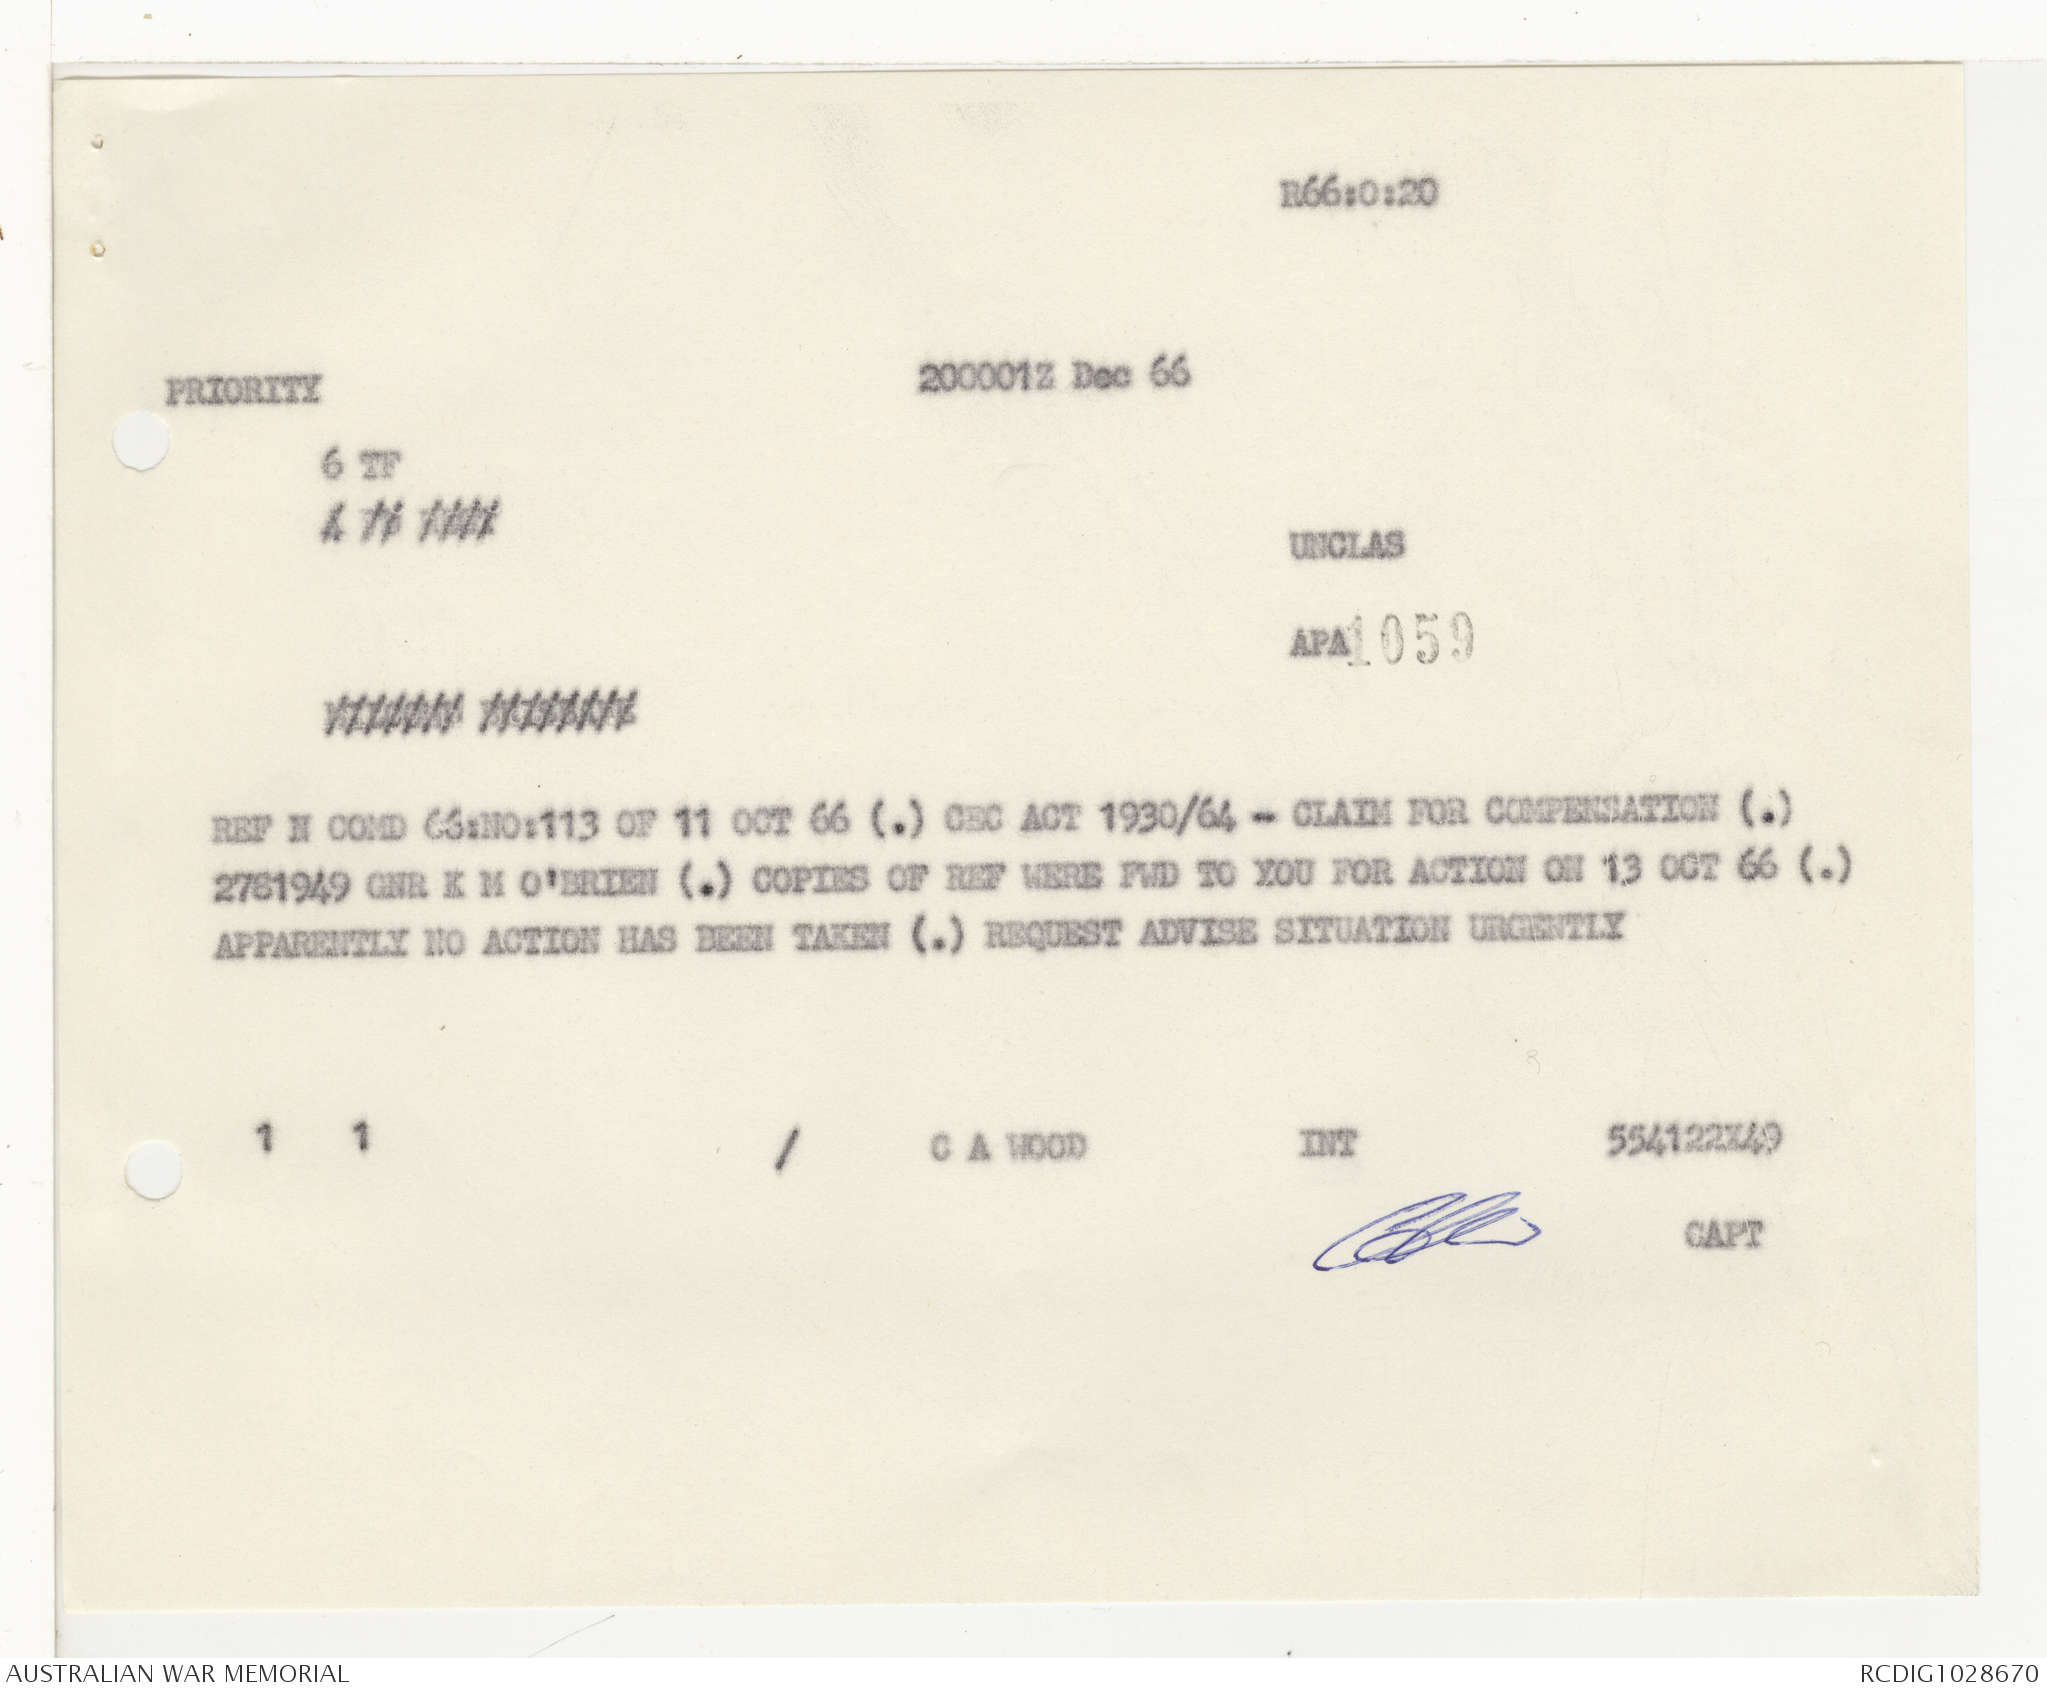 R66:0:20
PRIORITY
200001Z Dec 66
6 TF
UNCLAS
APA 1059
REF N COMD 66:NO:113 OF 11 OCT 66 (.) CEC ACT 1930/64 - CLAIM FOR COMPENSATION (.)
2781949 GNR K M O'BRIEN (.) COPIES OF REF WERE FWD TO YOU FOR ACTION ON 13 OCT 66 (.)
APPARENTLY NO ACTION HAS BEEN TAKEN (.) REQUEST ADVISE SITUATION URGENTLY
1 1 / C A WOOD INT 554122X49
CAPT
AUSTRALIAN WAR MEMORIAL
RCDIG1028670